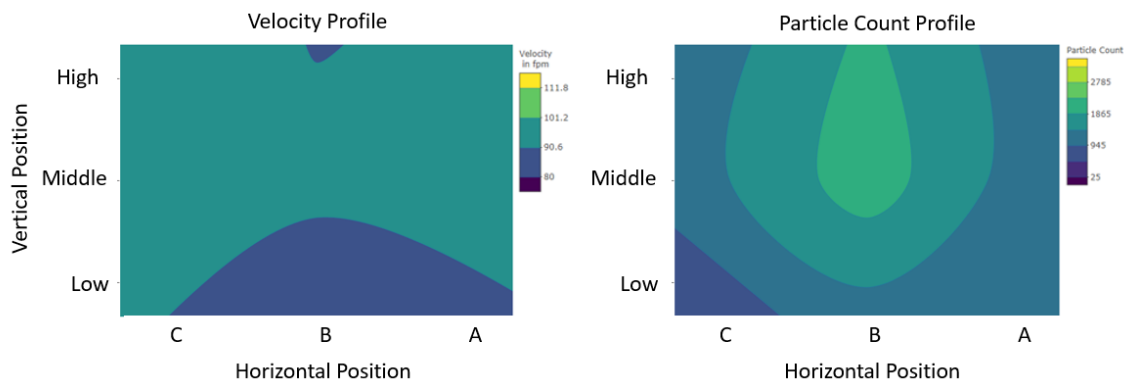 Velocity Profile
Velocity
in fpm
111.8
101.2
90.6
80
High
Middle
Low
Vertical Position
C B A
Horizontal Position
Particle Count Profile
Particle Count
2785
1865
945
25
High
Middle
Low
C B A
Horizontal Position